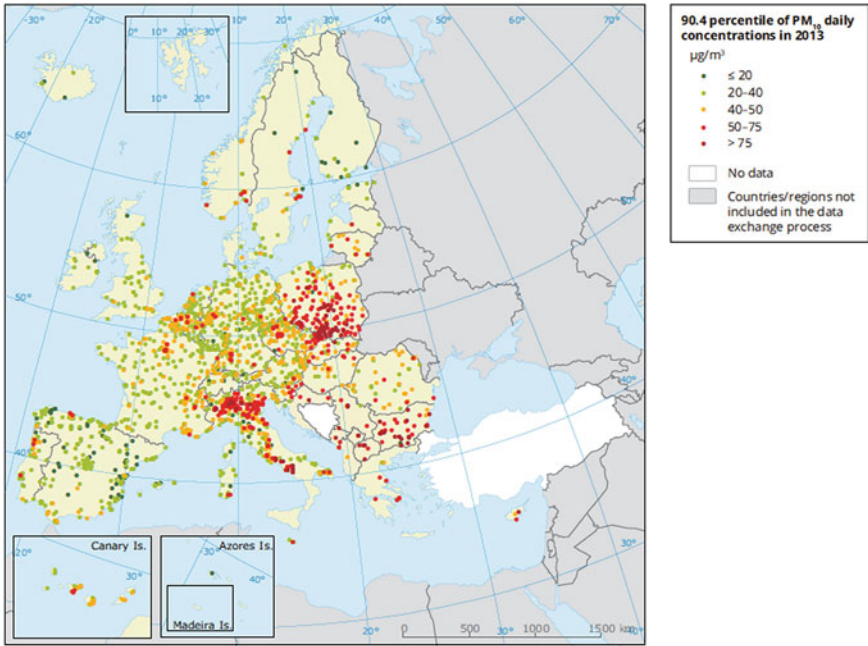 -30°
-20°
-10°
0°
10°
20°
30°
40°
50°
60°
70°
10° 20°
60°
50°
50°
40°
40°
30°
Canary Is.
30°
Azores Is.
30°
40°
Madeira Is.
0 500 1000 1500 km
0°
10°
20°
30°
40°
90.4 percentile of PM₁₀ daily
concentrations in 2013
µg/m³
≤ 20
20–40
40–50
50–75
> 75
No data
Countries/regions not
included in the data
exchange process